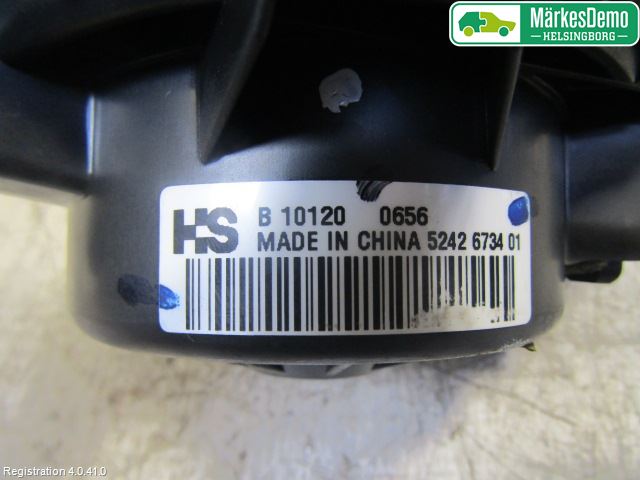 MärkesDemo
HELSINGBORG
HS
B 10120 0656
MADE IN CHINA 5242 6734 01
Registration 4.0.41.0